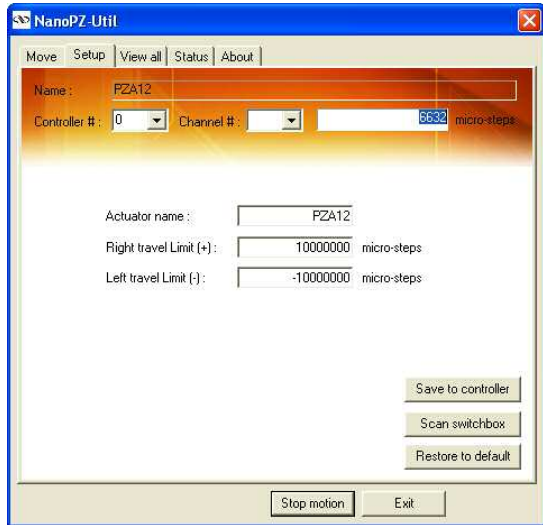 NanoPZ-Util
Move Setup View all Status About
Name : PZA12
Controller # : 0 Channel # : 6632 micro-steps
Actuator name : PZA12
Right travel Limit (+) : 10000000 micro-steps
Left travel Limit (-) : -10000000 micro-steps
Save to controller
Scan switchbox
Restore to default
Stop motion Exit